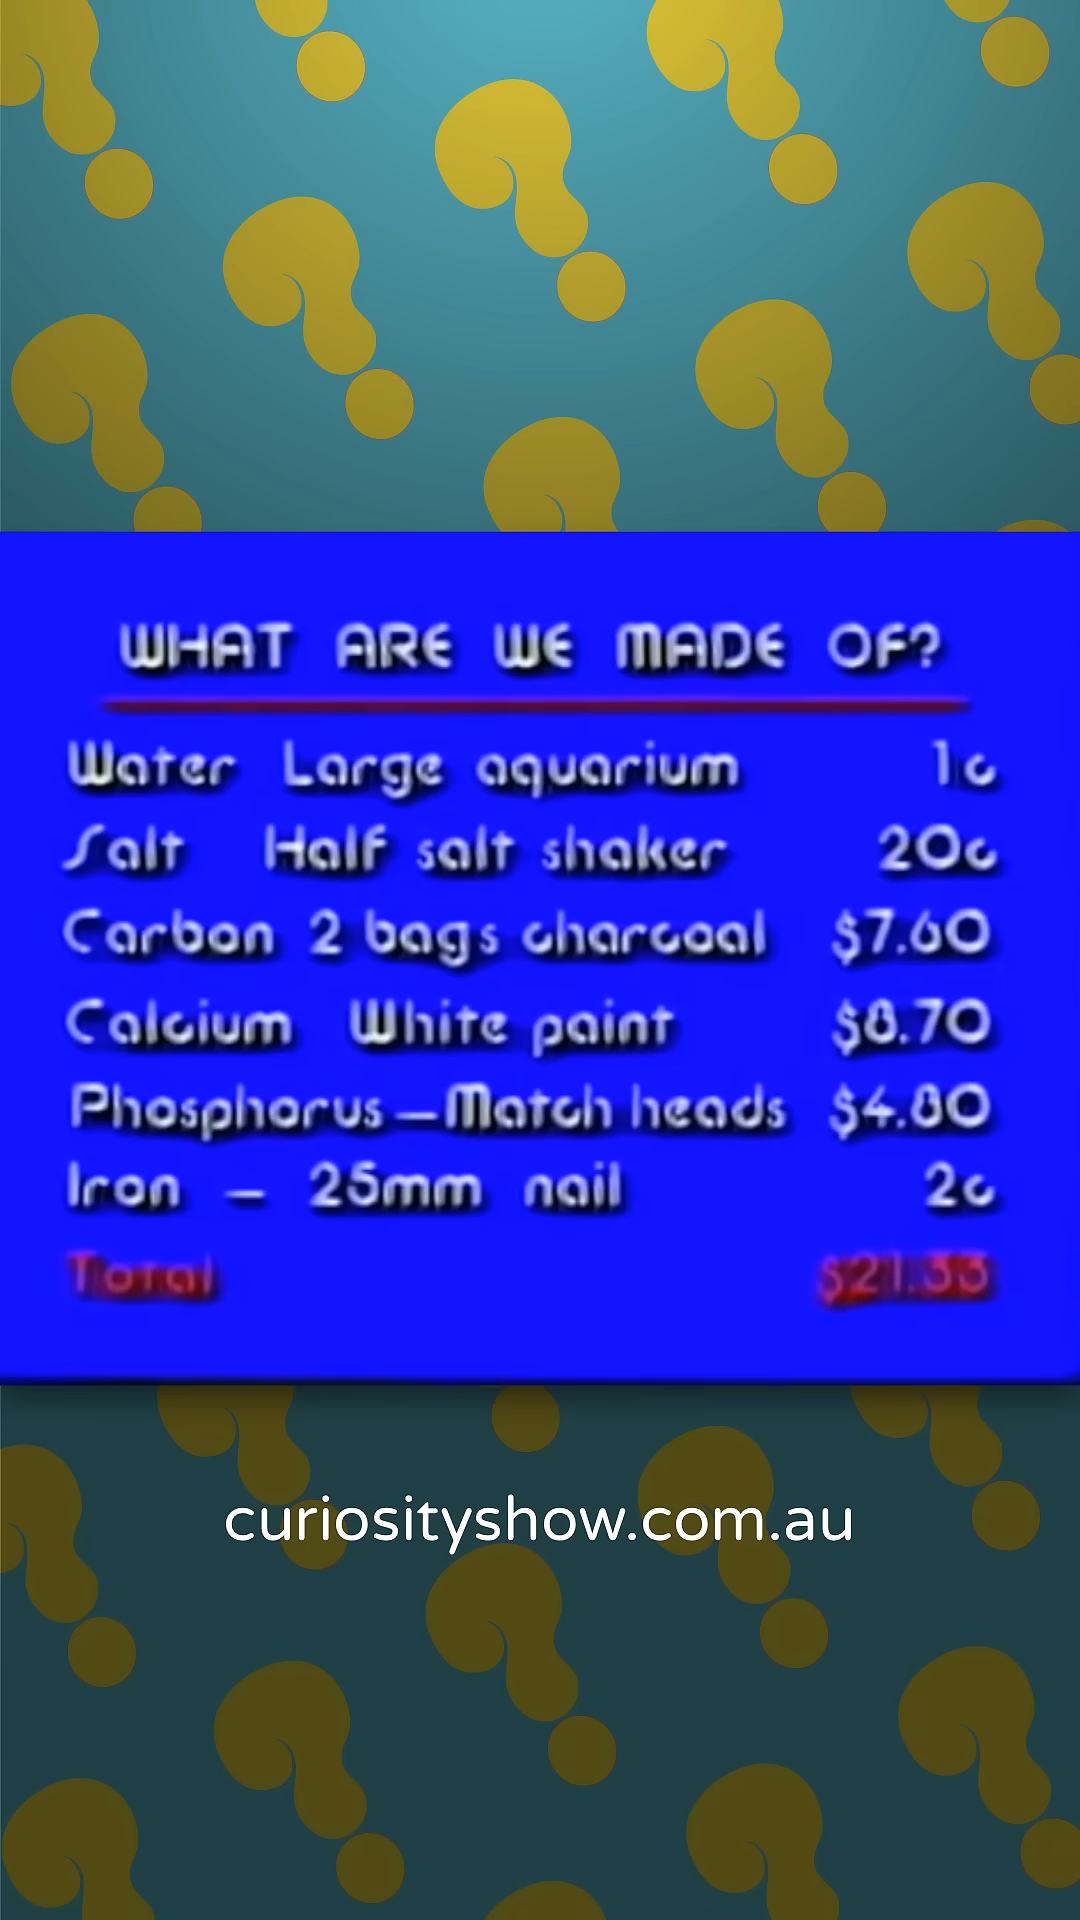 WHAT ARE WE MADE OF?
Water Large aquarium 1c
Salt Half salt shaker 20c
Carbon 2 bags charcoal $7.60
Calcium White paint $8.70
Phosphorus – Match heads $4.80
Iron – 25mm nail 2c
Total $21.33
curiosityshow.com.au